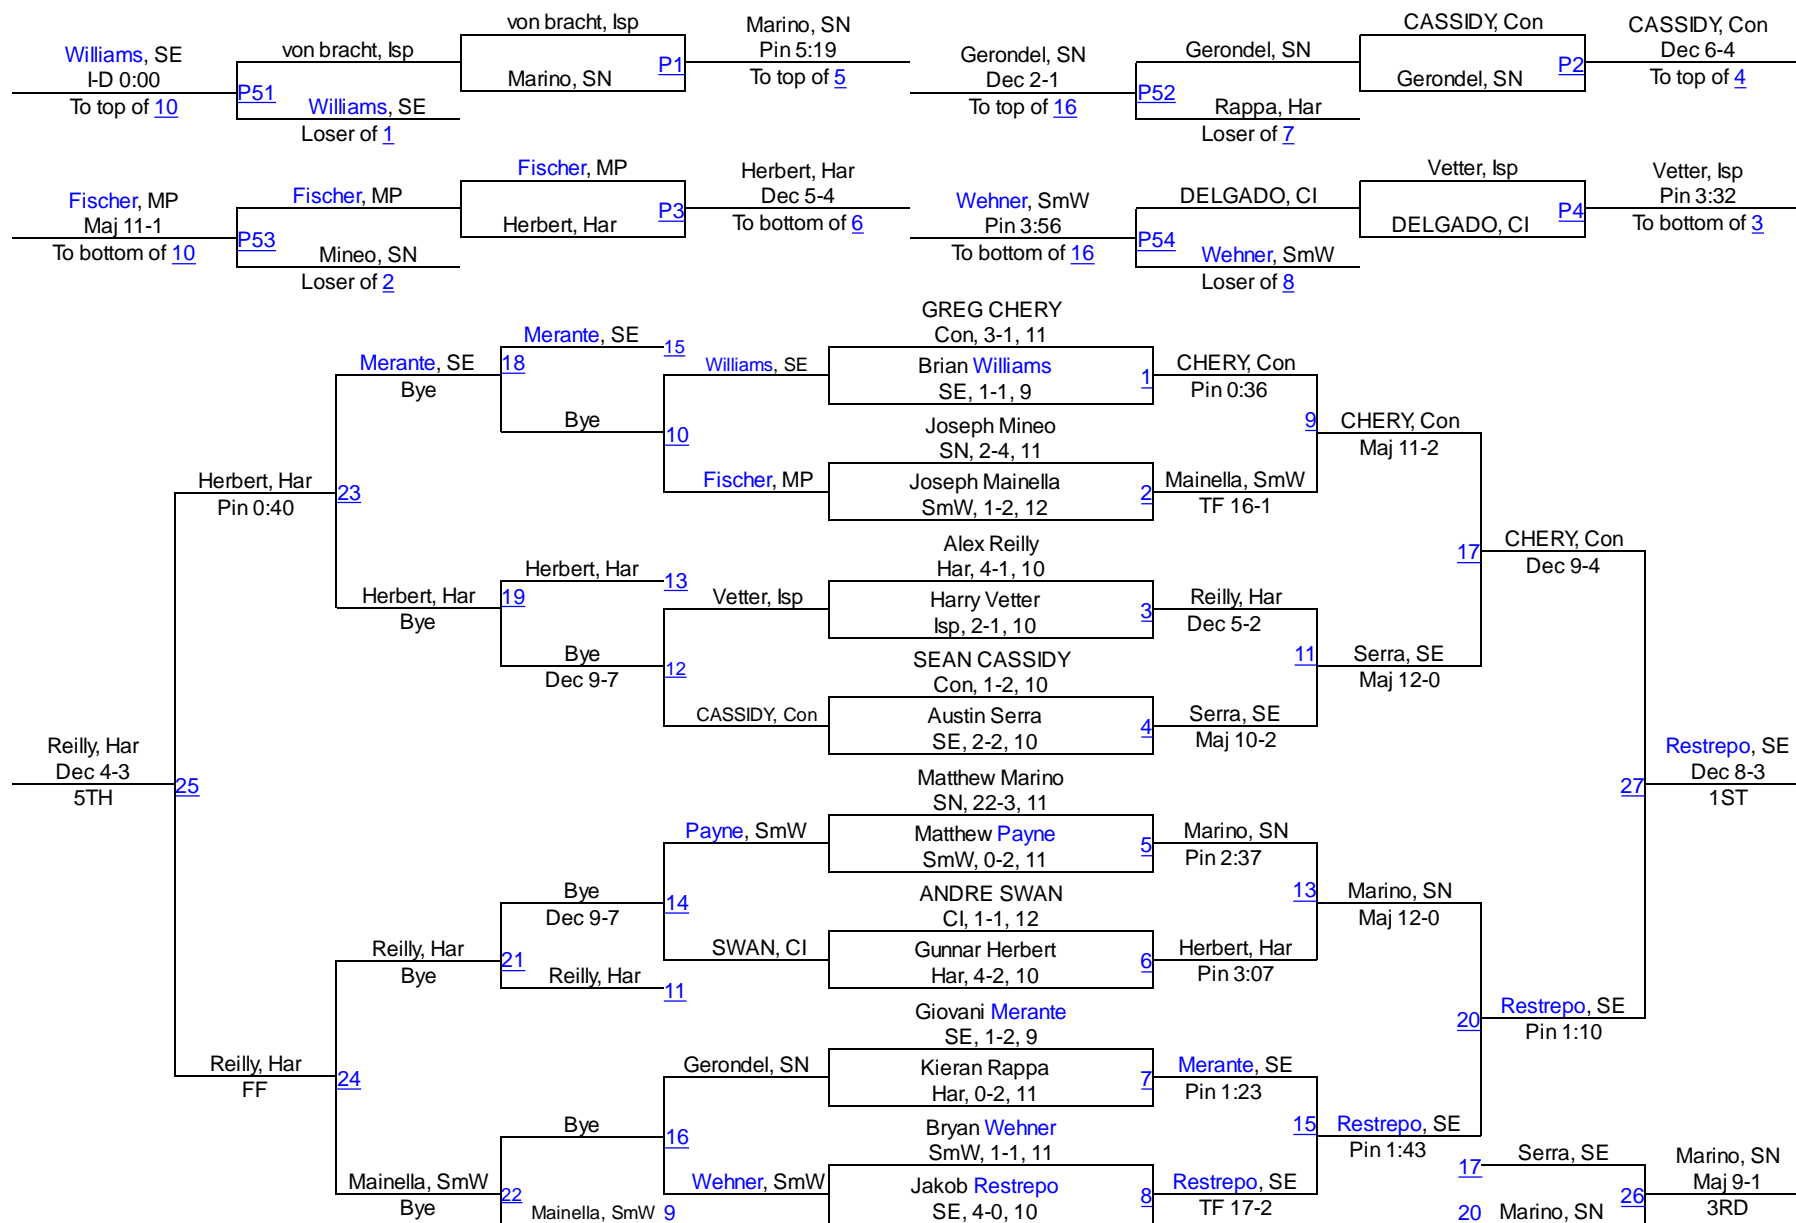 Williams, SE
I-D 0:00
To top of 10
von bracht, Isp
P51
Williams, SE
Loser of 1
von bracht, Isp
Marino, SN
P1
Marino, SN
Pin 5:19
To top of 5
Gerondel, SN
Dec 2-1
To top of 16
Gerondel, SN
P52
Rappa, Har
Loser of 7
CASSIDY, Con
Gerondel, SN
P2
CASSIDY, Con
Dec 6-4
To top of 4
Fischer, MP
Maj 11-1
To bottom of 10
Fischer, MP
P53
Mineo, SN
Loser of 2
Fischer, MP
Herbert, Har
P3
Herbert, Har
Dec 5-4
To bottom of 6
Wehner, SmW
Pin 3:56
To bottom of 16
DELGADO, CI
P54
Wehner, SmW
Loser of 8
Vetter, Isp
DELGADO, CI
P4
Vetter, Isp
Pin 3:32
To bottom of 3
Reilly, Har
Dec 4-3
5TH
25
Herbert, Har
Pin 0:40
Reilly, Har
FF
Merante, SE
Bye
23
Herbert, Har
Bye
Reilly, Har
Bye
24
Mainella, SmW
Bye
Merante, SE 15
18
Bye
Herbert, Har 13
19
Bye
Dec 9-7
Bye
Dec 9-7
21
Reilly, Har 11
Bye
22
Mainella, SmW 9
Williams, SE
10
Fischer, MP
Vetter, Isp
12
CASSIDY, Con
Payne, SmW
14
SWAN, CI
Gerondel, SN
16
Wehner, SmW
GREG CHERY
Con, 3-1, 11
Brian Williams
SE, 1-1, 9
1
Joseph Mineo
SN, 2-4, 11
Joseph Mainella
SmW, 1-2, 12
2
Alex Reilly
Har, 4-1, 10
Harry Vetter
Isp, 2-1, 10
3
SEAN CASSIDY
Con, 1-2, 10
Austin Serra
SE, 2-2, 10
4
Matthew Marino
SN, 22-3, 11
Matthew Payne
SmW, 0-2, 11
5
ANDRE SWAN
CI, 1-1, 12
Gunnar Herbert
Har, 4-2, 10
6
Giovani Merante
SE, 1-2, 9
Kieran Rappa
Har, 0-2, 11
7
Bryan Wehner
SmW, 1-1, 11
Jakob Restrepo
SE, 4-0, 10
8
CHERY, Con
Pin 0:36
9
Mainella, SmW
TF 16-1
Reilly, Har
Dec 5-2
11
Serra, SE
Maj 10-2
Marino, SN
Pin 2:37
13
Herbert, Har
Pin 3:07
Merante, SE
Pin 1:23
15
Restrepo, SE
TF 17-2
CHERY, Con
Maj 11-2
17
Serra, SE
Maj 12-0
Marino, SN
Maj 12-0
20
Restrepo, SE
Pin 1:43
CHERY, Con
Dec 9-4
27
Restrepo, SE
Pin 1:10
Restrepo, SE
Dec 8-3
1ST
17 Serra, SE
26
20 Marino, SN
Marino, SN
Maj 9-1
3RD